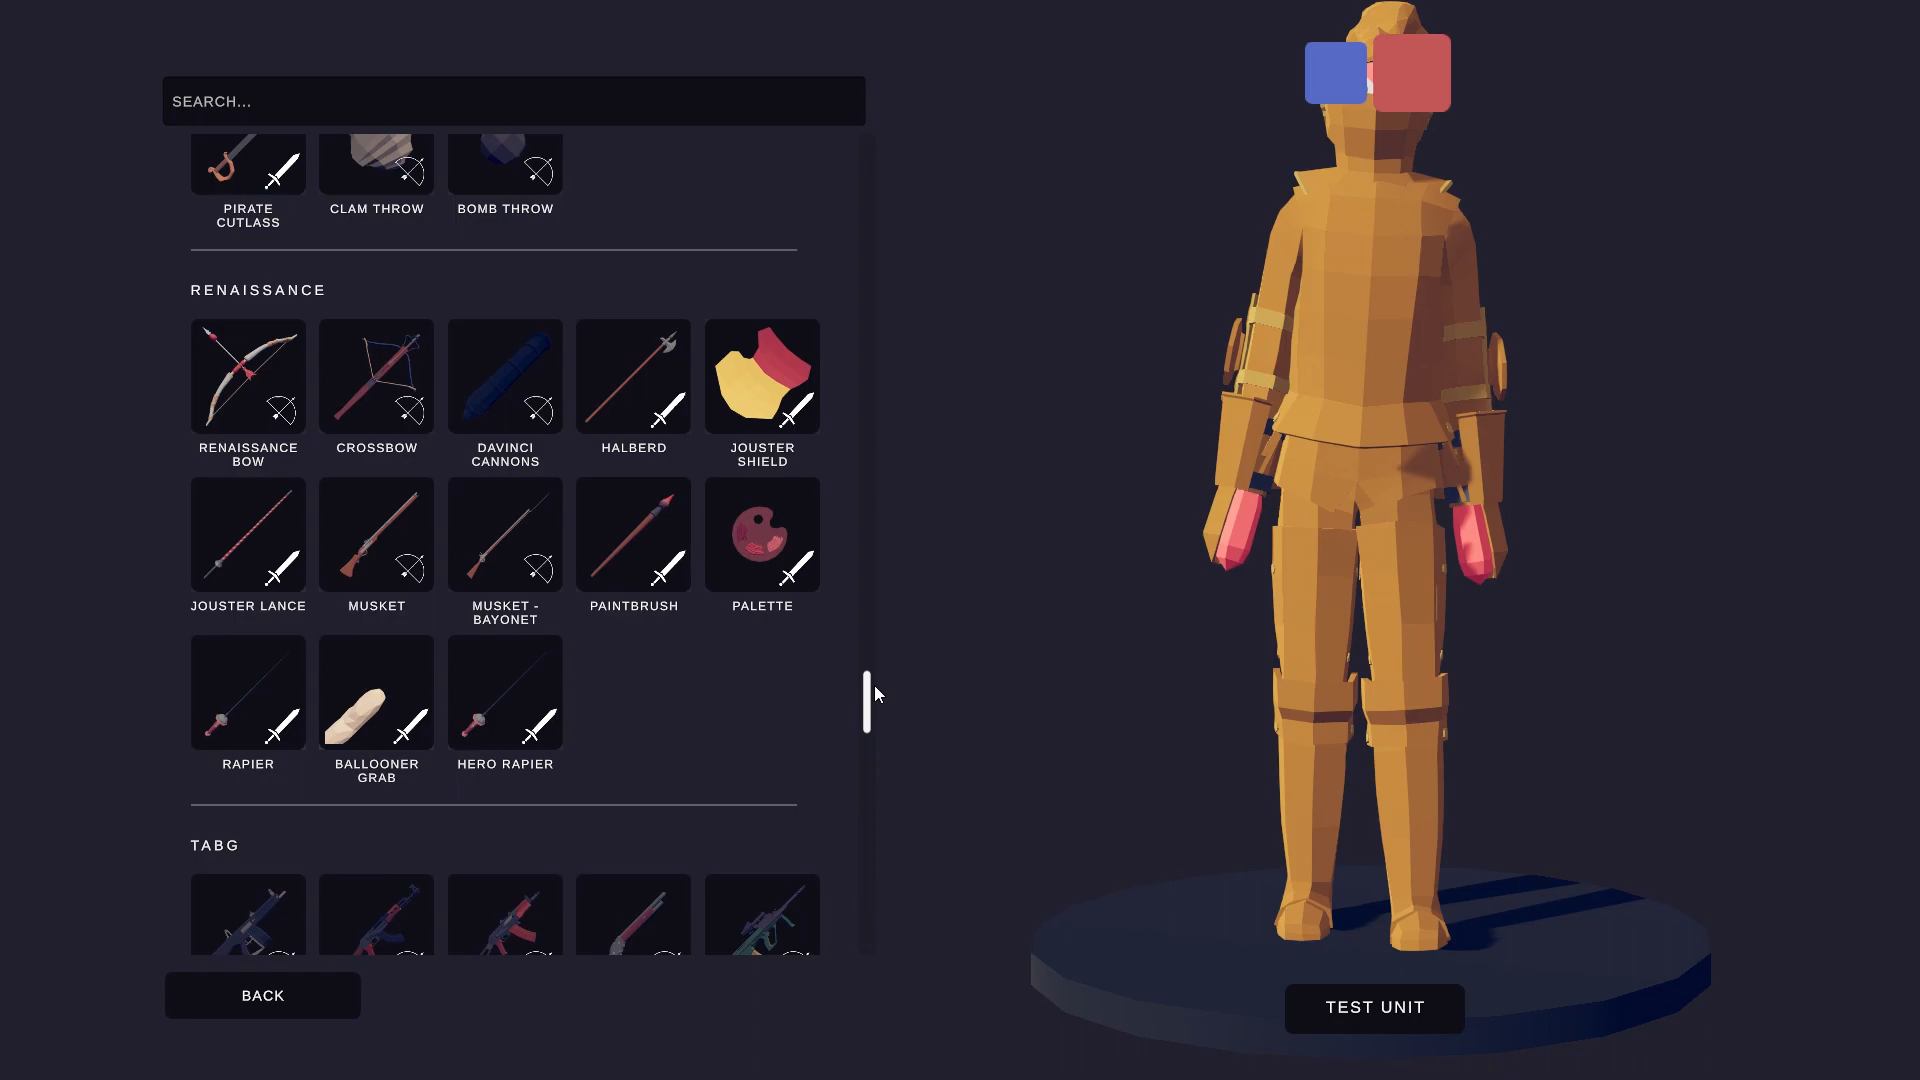 SEARCH...
PIRATE
CUTLASS
CLAM THROW
BOMB THROW
RENAISSANCE
RENAISSANCE
BOW
CROSSBOW
DAVINCI
CANNONS
HALBERD
JOUSTER
SHIELD
JOUSTER LANCE
MUSKET
MUSKET -
BAYONET
PAINTBRUSH
PALETTE
RAPIER
BALLOONER
GRAB
HERO RAPIER
TABG
BACK
TEST UNIT